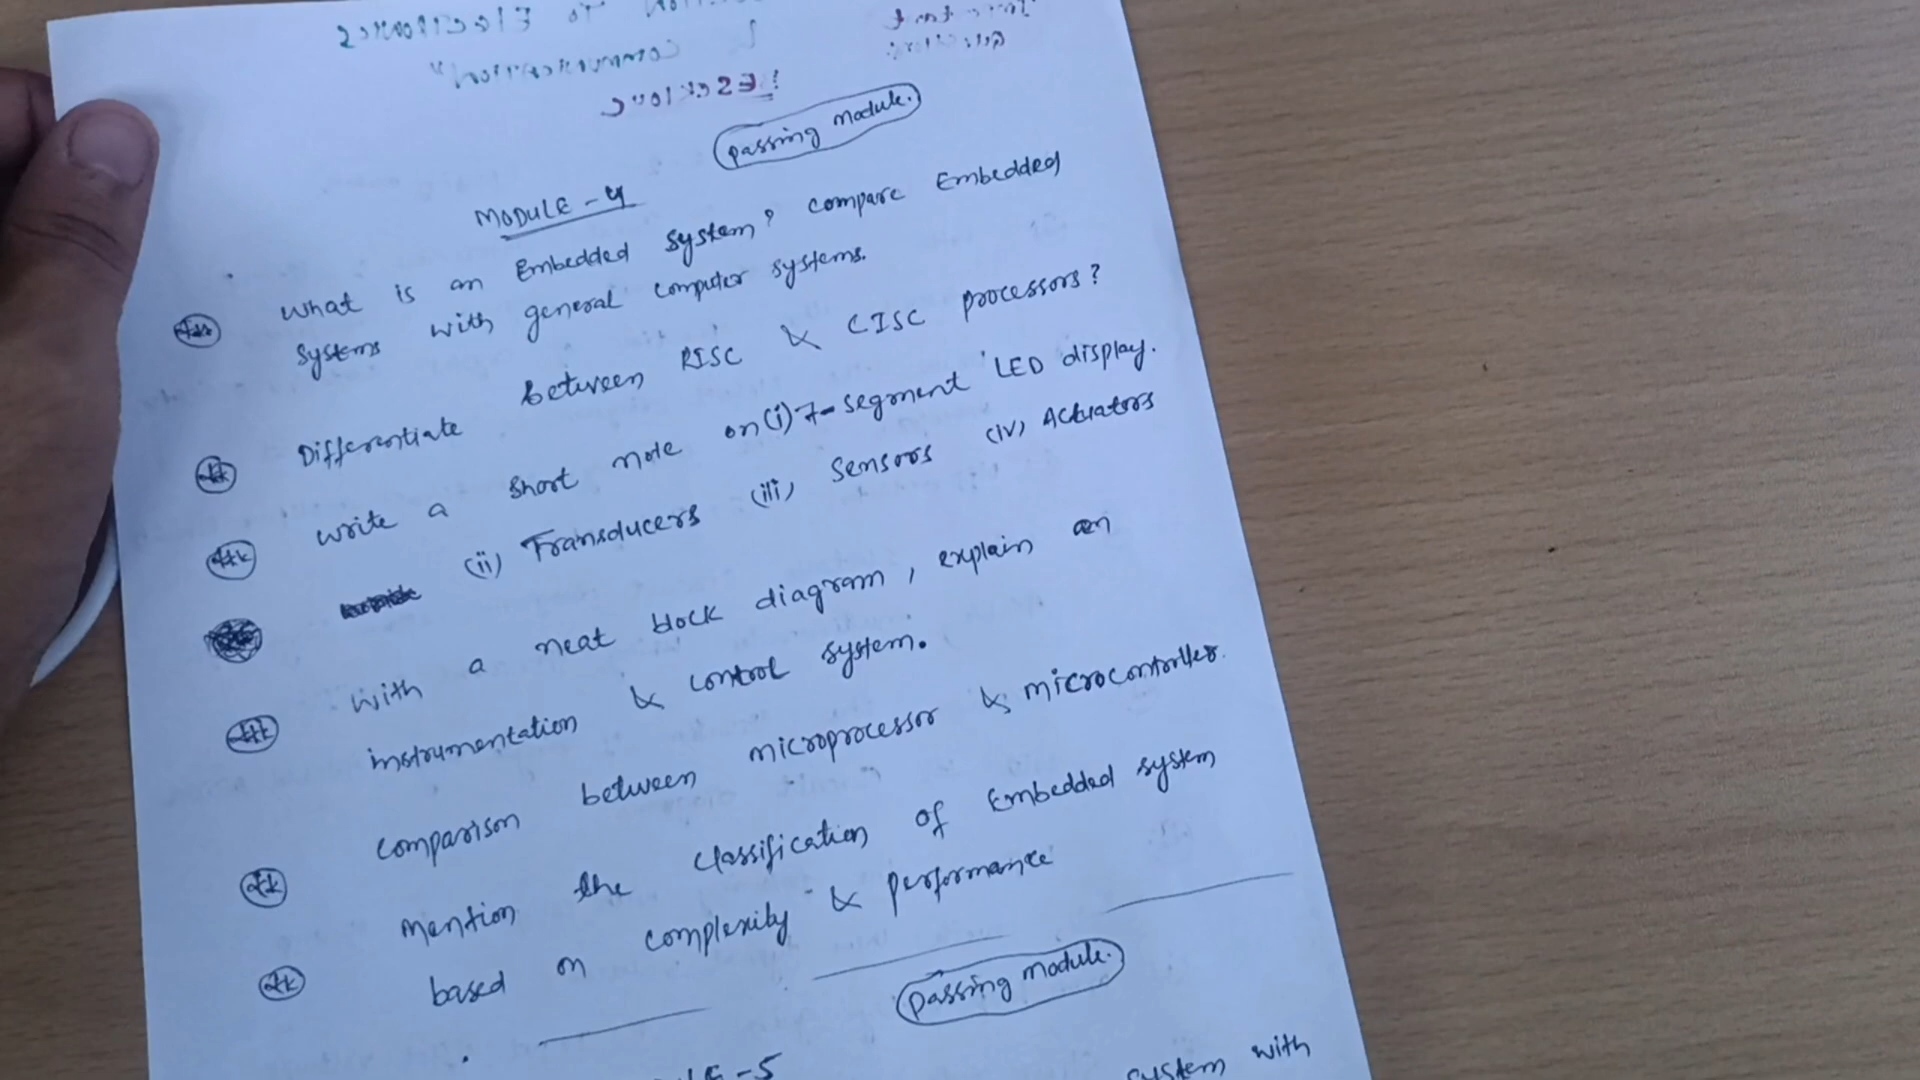 passing module.
MODULE-4
What is an Embedded system? compare Embedded
systems with general computer systems.
Differentiate between RISC & CISC processors?
Write a short note on (i) 7-segment LED display.
(ii) Transducers (iii) Sensors (iv) Actuators
With a neat block diagram, explain an
instrumentation & control system.
Comparison between microprocessor & microcontroller.
Mention the classification of Embedded system
based on complexity & performance
passing module.
-5
system with